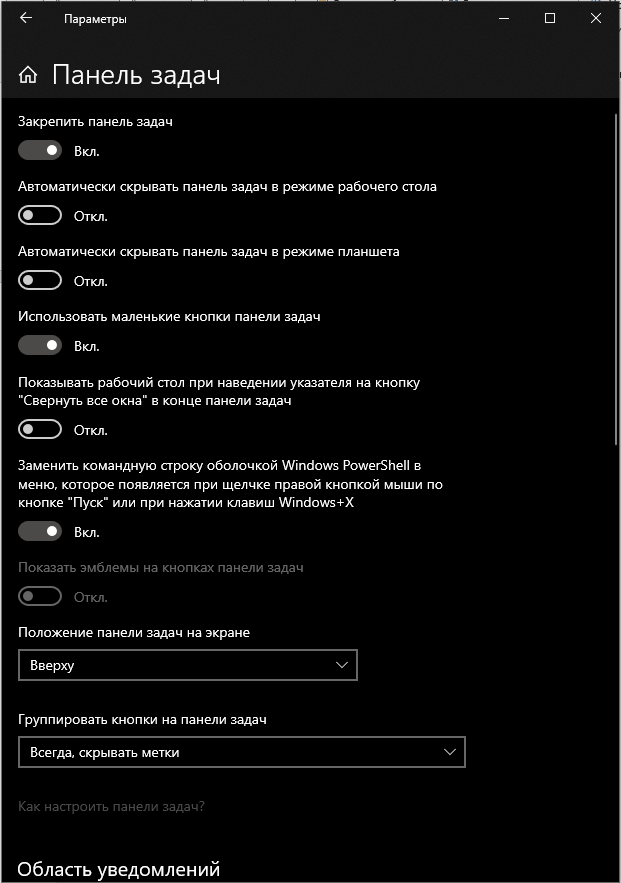 Параметры
Панель задач
Закрепить панель задач
Вкл.
Автоматически скрывать панель задач в режиме рабочего стола
Откл.
Автоматически скрывать панель задач в режиме планшета
Откл.
Использовать маленькие кнопки панели задач
Вкл.
Показывать рабочий стол при наведении указателя на кнопку
"Свернуть все окна" в конце панели задач
Откл.
Заменить командную строку оболочкой Windows PowerShell в
меню, которое появляется при щелчке правой кнопкой мыши по
кнопке "Пуск" или при нажатии клавиш Windows+X
Вкл.
Показать эмблемы на кнопках панели задач
Откл.
Положение панели задач на экране
Вверху
Группировать кнопки на панели задач
Всегда, скрывать метки
Как настроить панели задач?
Область уведомлений